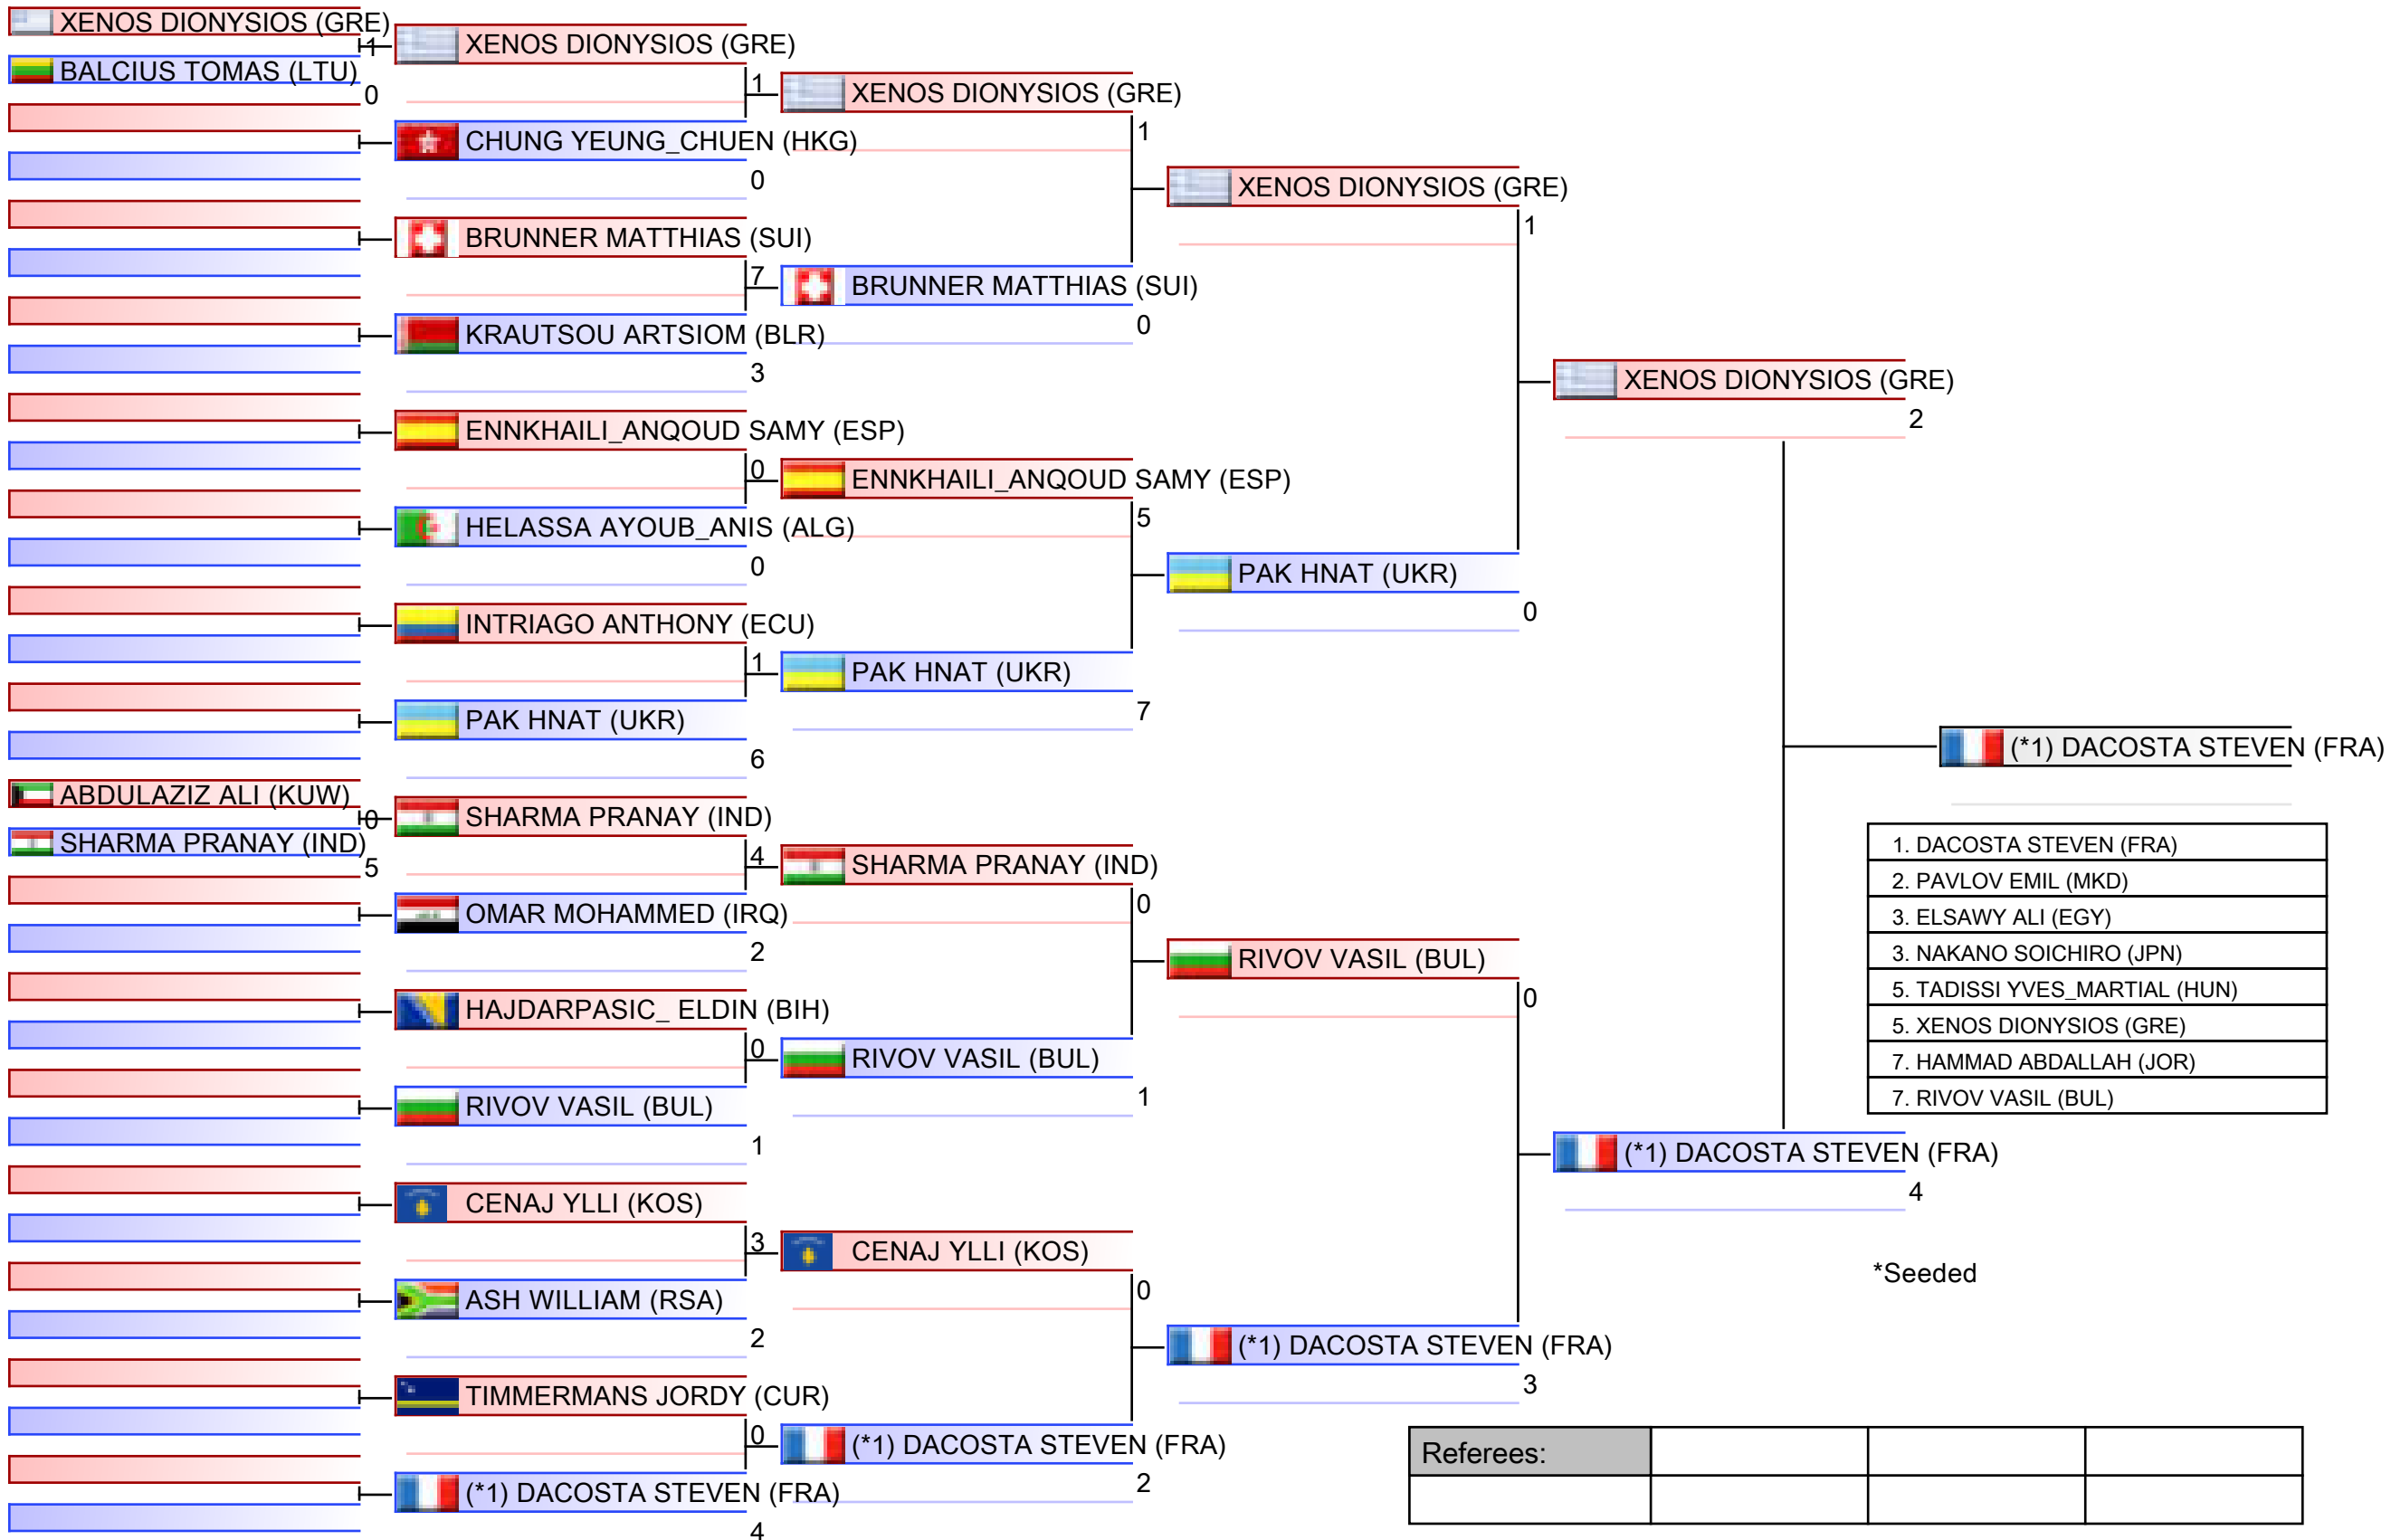 XENOS DIONYSIOS (GRE)
1
BALCIUS TOMAS (LTU)
0
ABDULAZIZ ALI (KUW)
0
SHARMA PRANAY (IND)
5
XENOS DIONYSIOS (GRE)
1
CHUNG YEUNG_CHUEN (HKG)
0
BRUNNER MATTHIAS (SUI)
7
KRAUTSOU ARTSIOM (BLR)
3
ENNKHAILI_ANQOUD SAMY (ESP)
0
HELASSA AYOUB_ANIS (ALG)
0
INTRIAGO ANTHONY (ECU)
1
PAK HNAT (UKR)
6
SHARMA PRANAY (IND)
4
OMAR MOHAMMED (IRQ)
2
HAJDARPASIC_ ELDIN (BIH)
0
RIVOV VASIL (BUL)
1
CENAJ YLLI (KOS)
3
ASH WILLIAM (RSA)
2
TIMMERMANS JORDY (CUR)
0
(*1) DACOSTA STEVEN (FRA)
4
XENOS DIONYSIOS (GRE)
1
BRUNNER MATTHIAS (SUI)
0
ENNKHAILI_ANQOUD SAMY (ESP)
5
PAK HNAT (UKR)
7
SHARMA PRANAY (IND)
0
RIVOV VASIL (BUL)
1
CENAJ YLLI (KOS)
0
(*1) DACOSTA STEVEN (FRA)
2
XENOS DIONYSIOS (GRE)
1
PAK HNAT (UKR)
0
RIVOV VASIL (BUL)
0
(*1) DACOSTA STEVEN (FRA)
3
XENOS DIONYSIOS (GRE)
2
(*1) DACOSTA STEVEN (FRA)
4
(*1) DACOSTA STEVEN (FRA)
1. DACOSTA STEVEN (FRA)
2. PAVLOV EMIL (MKD)
3. ELSAWY ALI (EGY)
3. NAKANO SOICHIRO (JPN)
5. TADISSI YVES_MARTIAL (HUN)
5. XENOS DIONYSIOS (GRE)
7. HAMMAD ABDALLAH (JOR)
7. RIVOV VASIL (BUL)
*Seeded
Referees: